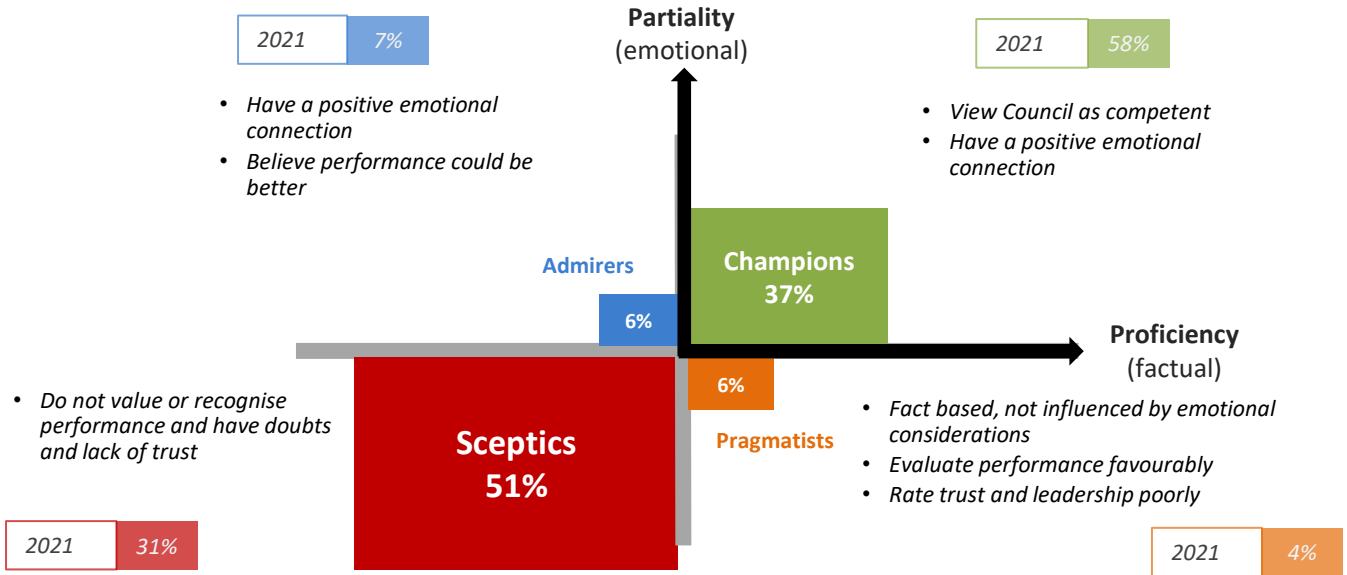 Partiality
(emotional)
2021 7%
2021 58%
• Have a positive emotional
connection
• Believe performance could be
better
• View Council as competent
• Have a positive emotional
connection
Admirers
6%
Champions
37%
Proficiency
(factual)
• Do not value or recognise
performance and have doubts
and lack of trust
Sceptics
51%
6%
Pragmatists
• Fact based, not influenced by emotional
considerations
• Evaluate performance favourably
• Rate trust and leadership poorly
2021 31%
2021 4%